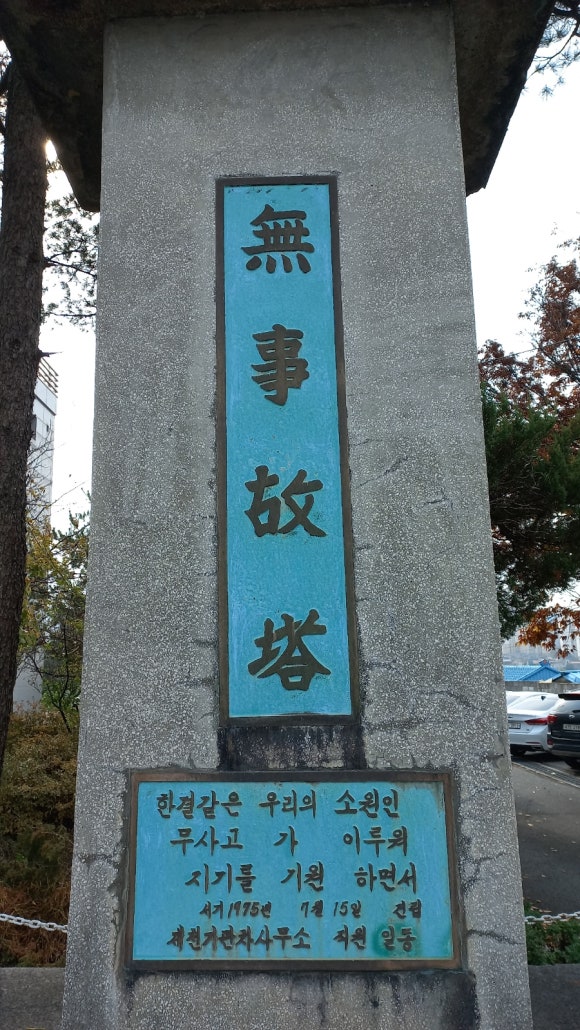 無事故塔
한결같은 우리의 소원인
무사고 가 이루워
지기를 기원 하면서
서기 1975년 7월 15일 건립
제천기관차사무소 직원 일동